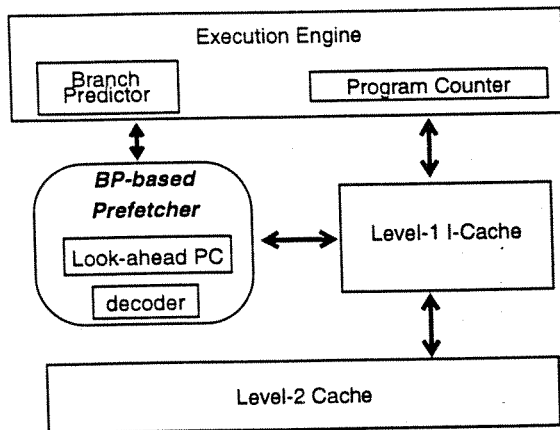 Execution Engine
Branch
Predictor
Program Counter
BP-based
Prefetcher
Look-ahead PC
decoder
Level-1 I-Cache
Level-2 Cache